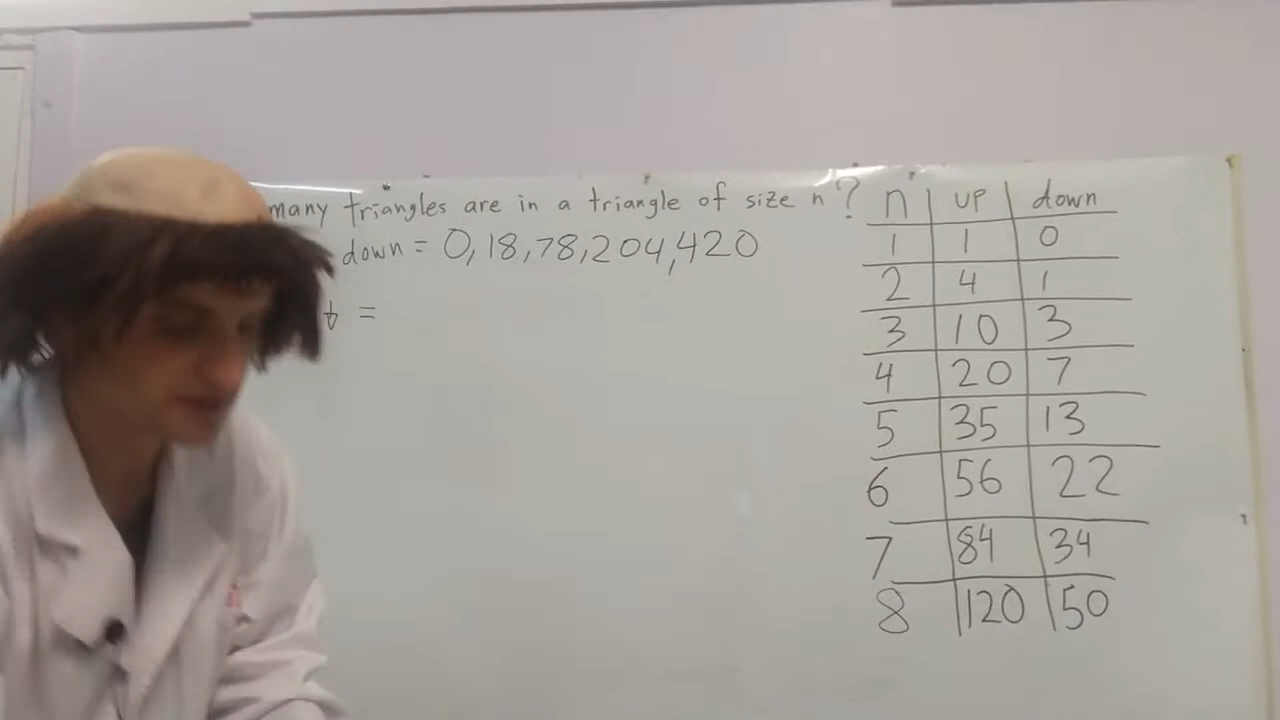 many triangles are in a triangle of size n?
down = 0,18,78,204,420
=
n up down
1 1 0
2 4 1
3 10 3
4 20 7
5 35 13
6 56 22
7 84 34
8 120 50